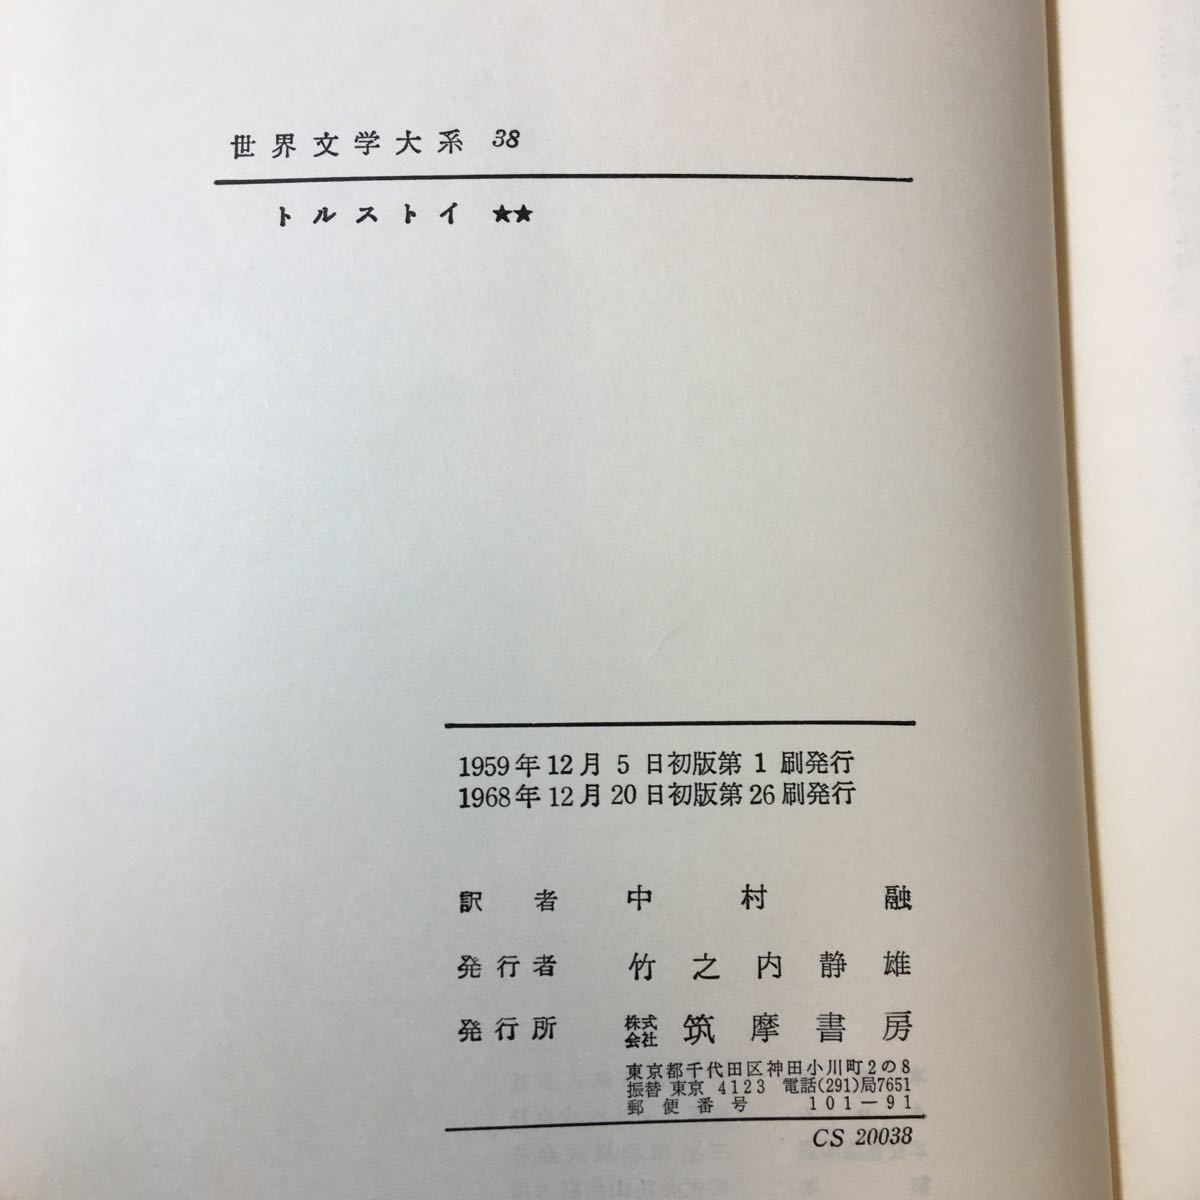 世界文学大系 38
トルストイ ★★
1959年12月 5 日初版第 1 刷発行
1968年12月20日初版第26刷発行
訳者 中村融
発行者 竹之内静雄
発行所 株式会社 筑摩書房
東京都千代田区神田小川町2の8
振替 東京 4123 電話(291)局7651
郵便番号 101―91
CS 20038